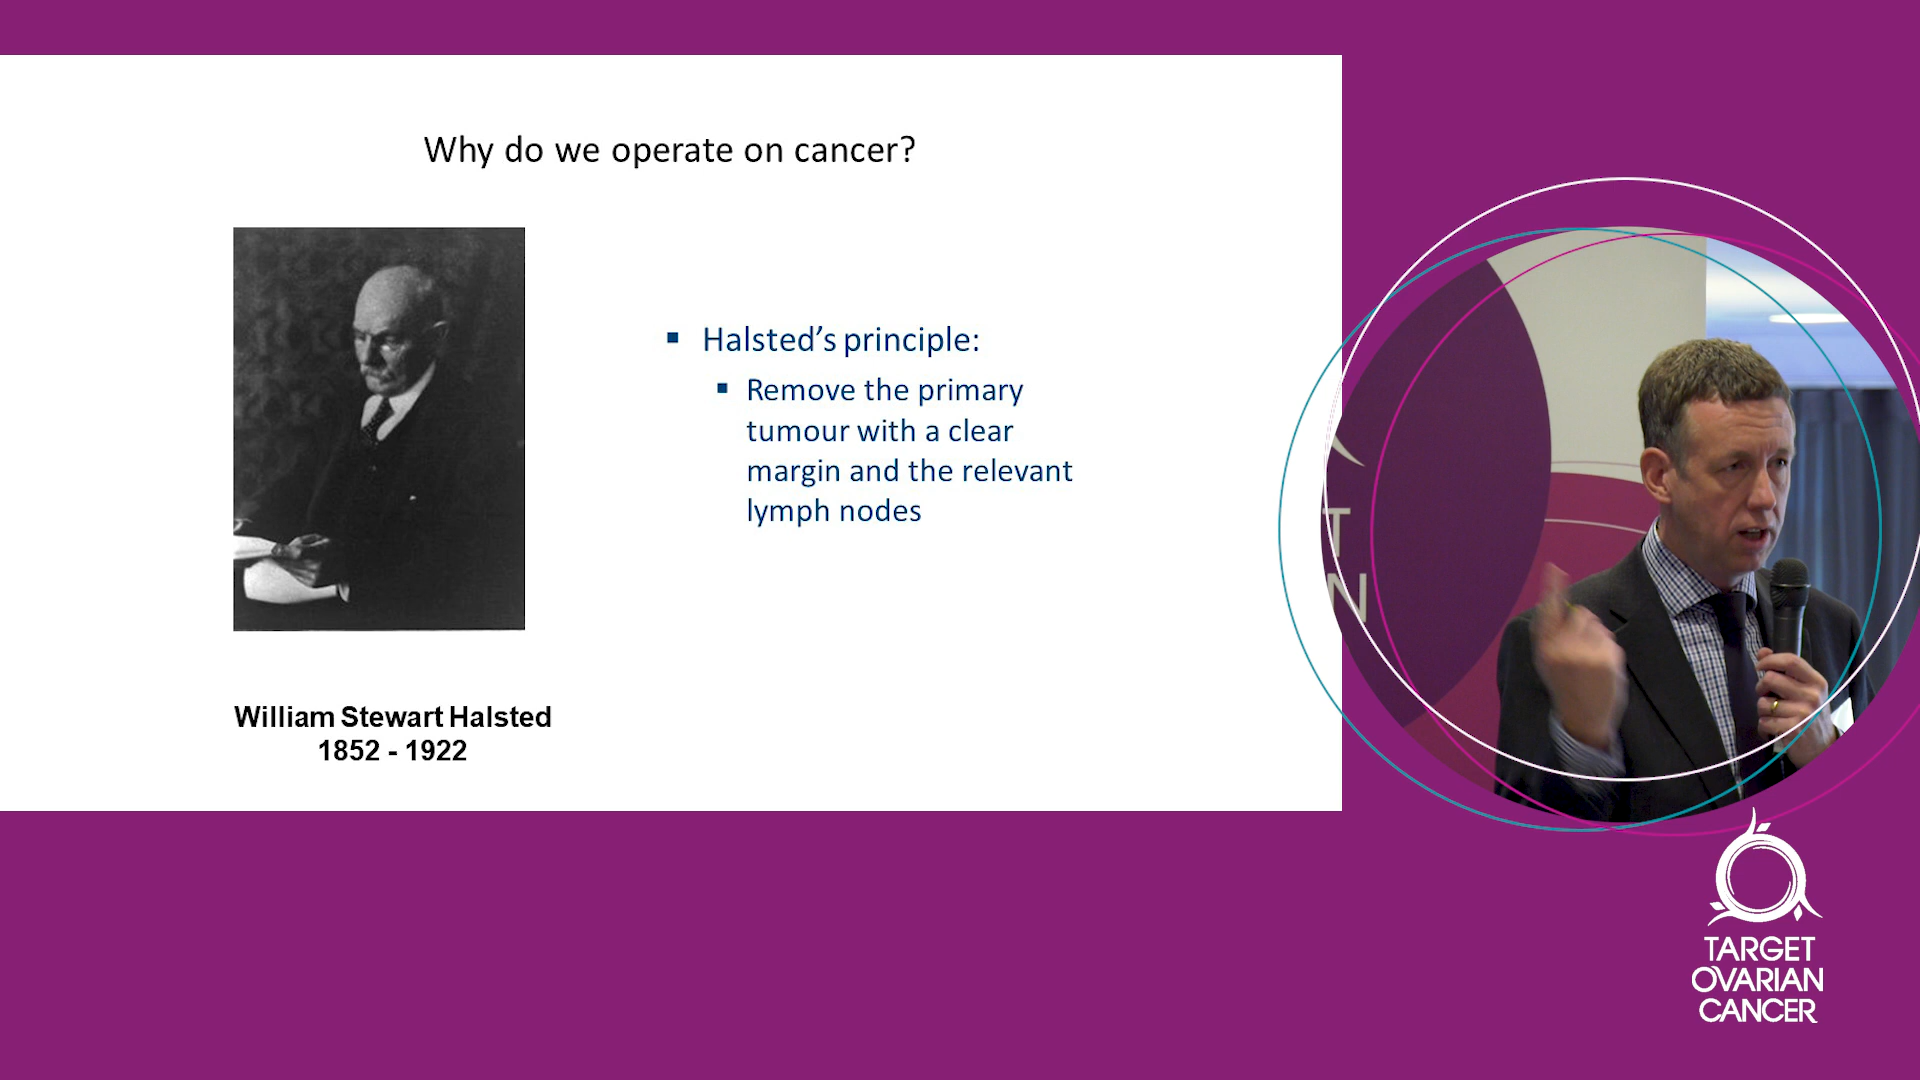 Why do we operate on cancer?
▪ Halsted's principle:
▪ Remove the primary
tumour with a clear
margin and the relevant
lymph nodes
William Stewart Halsted
1852 - 1922
T
N
TARGET
OVARIAN
CANCER